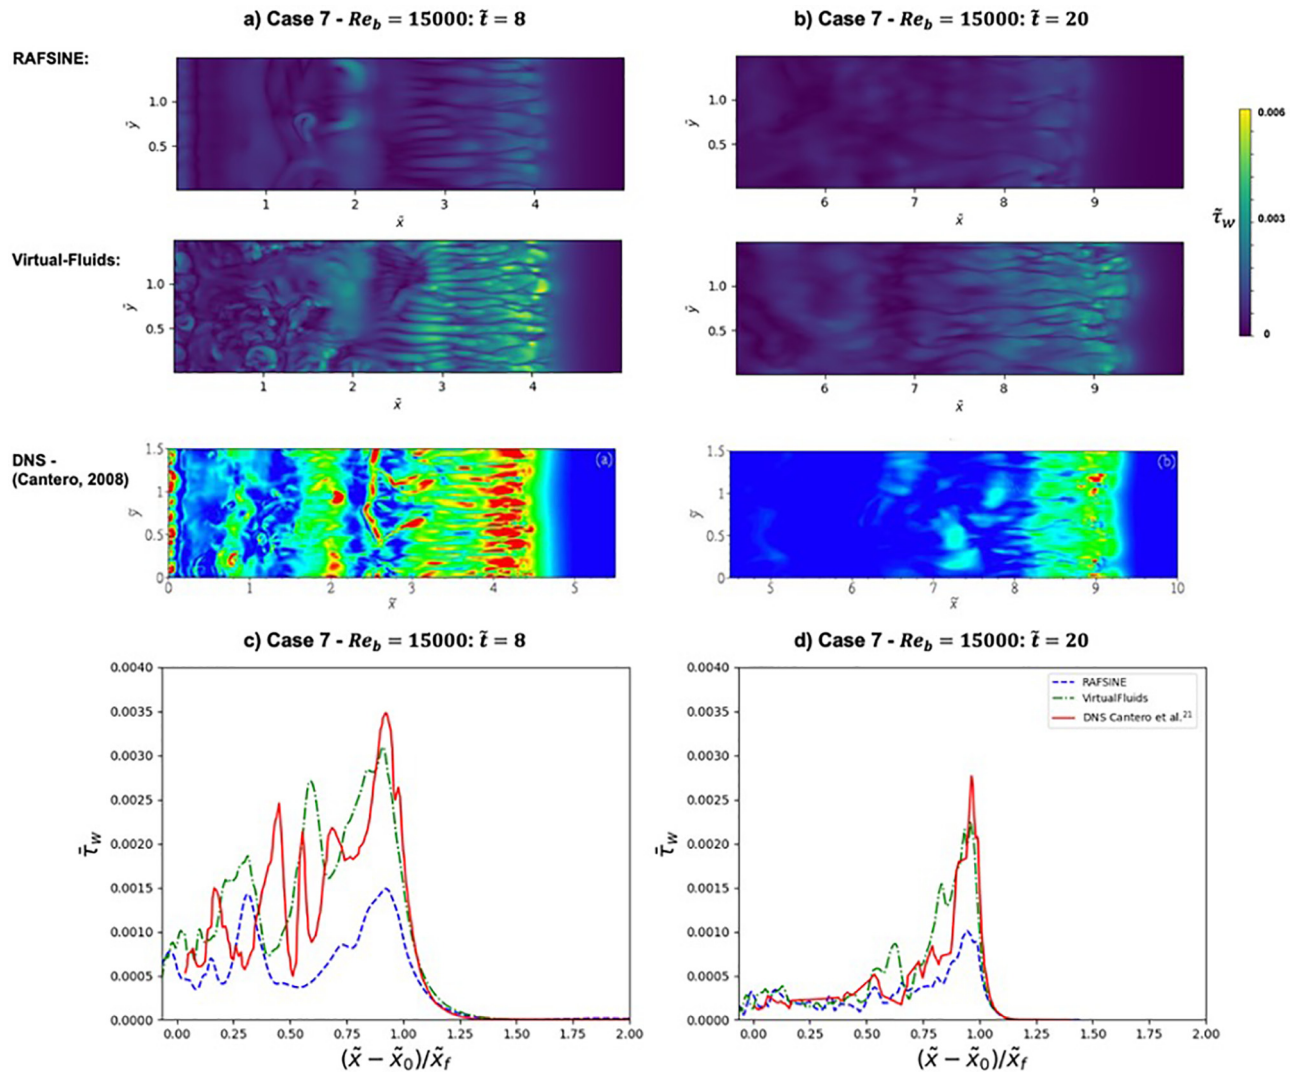 a) Case 7 - Re_b = 15000: t̃ = 8
b) Case 7 - Re_b = 15000: t̃ = 20
RAFSINE:
1.0
0.5
ỹ
1 2 3 4
x̃
1.0
0.5
ỹ
6 7 8 9
x̃
0.006
0.003
0
τ̃_w
Virtual-Fluids:
1.0
0.5
ỹ
1 2 3 4
x̃
1.0
0.5
ỹ
6 7 8 9
x̃
DNS -
(Cantero, 2008)
(a)
1.5
1
0.5
0
ỹ
0 1 2 3 4 5
x̃
(b)
1.5
1
0.5
0
ỹ
5 6 7 8 9 10
x̃
c) Case 7 - Re_b = 15000: t̃ = 8
0.0040
0.0035
0.0030
0.0025
0.0020
0.0015
0.0010
0.0005
0.0000
τ̄_w
0.00 0.25 0.50 0.75 1.00 1.25 1.50 1.75 2.00
(x̃ − x̃₀)/x̃_f
d) Case 7 - Re_b = 15000: t̃ = 20
RAFSINE
VirtualFluids
DNS Cantero et al.²¹
0.0040
0.0035
0.0030
0.0025
0.0020
0.0015
0.0010
0.0005
0.0000
τ̄_w
0.00 0.25 0.50 0.75 1.00 1.25 1.50 1.75 2.00
(x̃ − x̃₀)/x̃_f